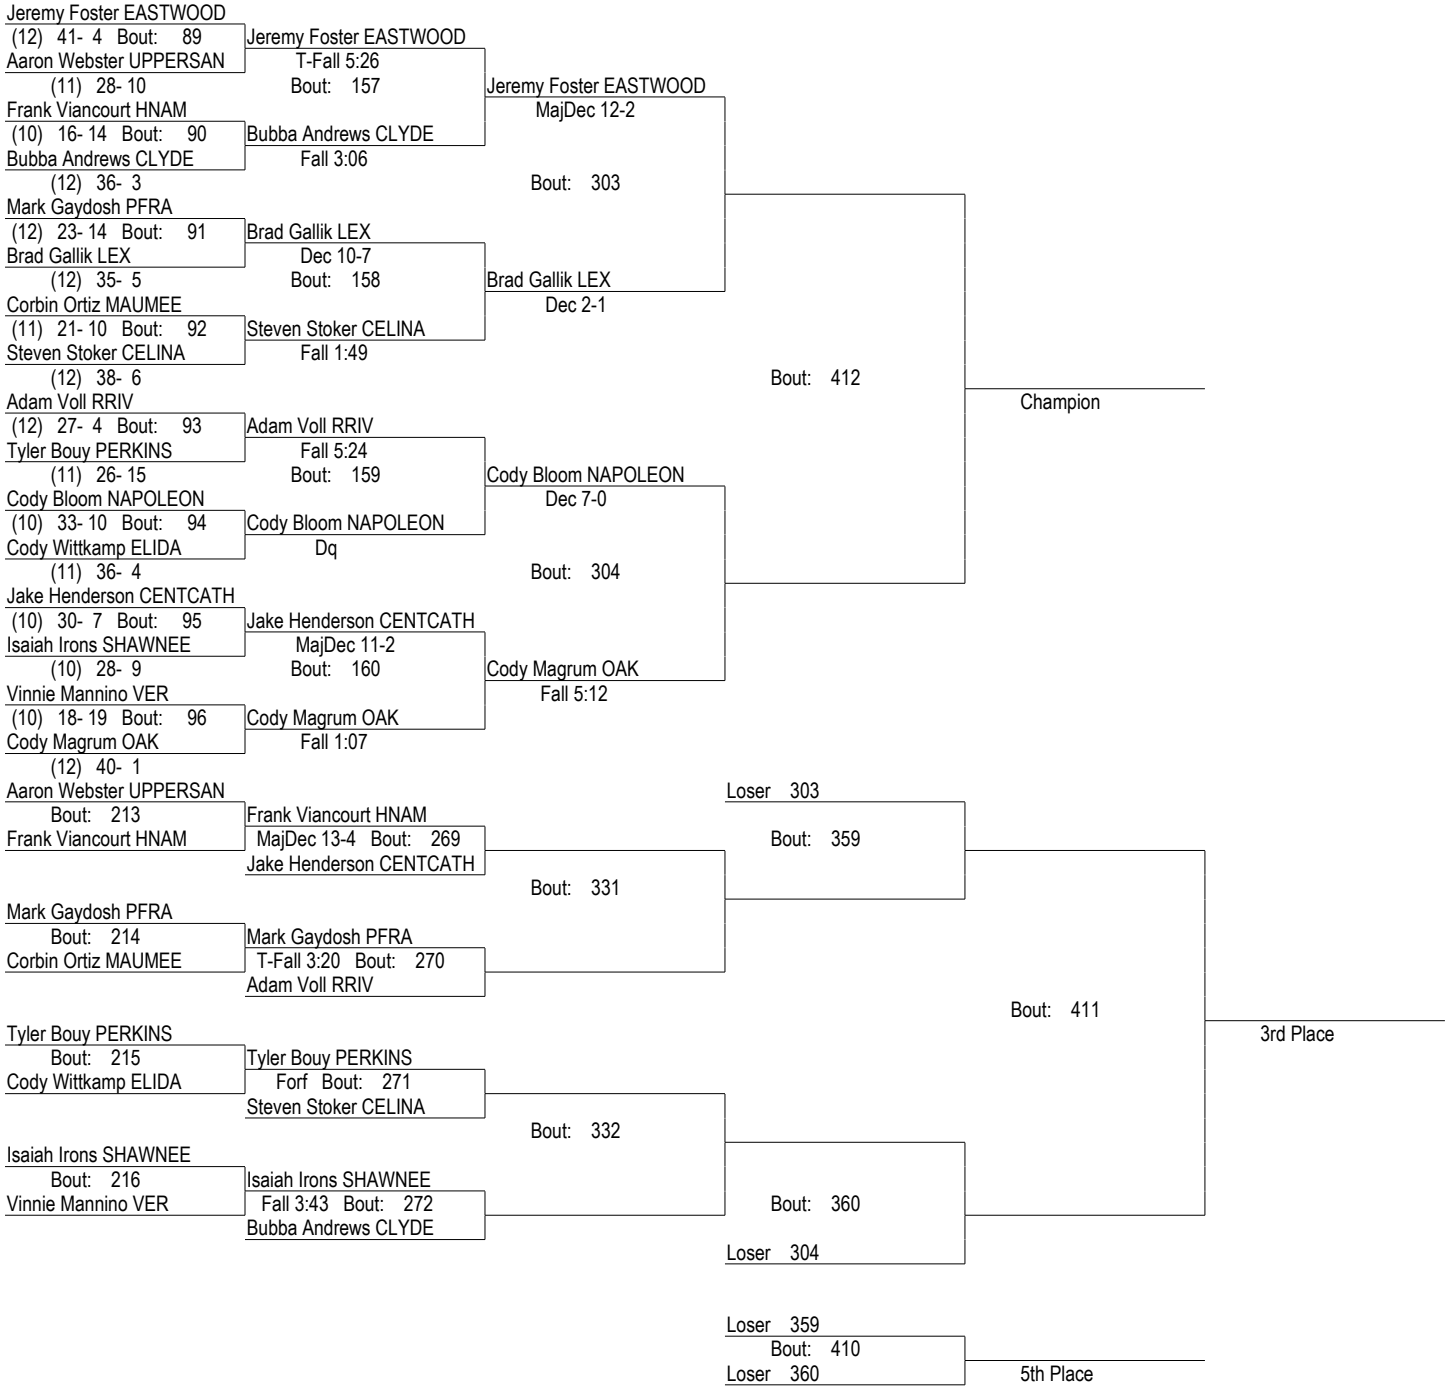 Jeremy Foster EASTWOOD
(12) 41- 4 Bout: 89
Jeremy Foster EASTWOOD
Aaron Webster UPPERSAN
T-Fall 5:26
(11) 28- 10
Bout: 157
Jeremy Foster EASTWOOD
Frank Viancourt HNAM
MajDec 12-2
(10) 16- 14 Bout: 90
Bubba Andrews CLYDE
Bubba Andrews CLYDE
Fall 3:06
(12) 36- 3
Bout: 303
Mark Gaydosh PFRA
(12) 23- 14 Bout: 91
Brad Gallik LEX
Brad Gallik LEX
Dec 10-7
(12) 35- 5
Bout: 158
Brad Gallik LEX
Corbin Ortiz MAUMEE
Dec 2-1
(11) 21- 10 Bout: 92
Steven Stoker CELINA
Steven Stoker CELINA
Fall 1:49
(12) 38- 6
Bout: 412
Adam Voll RRIV
Champion
(12) 27- 4 Bout: 93
Adam Voll RRIV
Tyler Bouy PERKINS
Fall 5:24
(11) 26- 15
Bout: 159
Cody Bloom NAPOLEON
Cody Bloom NAPOLEON
Dec 7-0
(10) 33- 10 Bout: 94
Cody Bloom NAPOLEON
Cody Wittkamp ELIDA
Dq
(11) 36- 4
Bout: 304
Jake Henderson CENTCATH
(10) 30- 7 Bout: 95
Jake Henderson CENTCATH
Isaiah Irons SHAWNEE
MajDec 11-2
(10) 28- 9
Bout: 160
Cody Magrum OAK
Vinnie Mannino VER
Fall 5:12
(10) 18- 19 Bout: 96
Cody Magrum OAK
Cody Magrum OAK
Fall 1:07
(12) 40- 1
Aaron Webster UPPERSAN
Loser 303
Bout: 213
Frank Viancourt HNAM
Frank Viancourt HNAM
MajDec 13-4 Bout: 269
Bout: 359
Jake Henderson CENTCATH
Bout: 331
Mark Gaydosh PFRA
Bout: 214
Mark Gaydosh PFRA
Corbin Ortiz MAUMEE
T-Fall 3:20 Bout: 270
Adam Voll RRIV
Bout: 411
Tyler Bouy PERKINS
3rd Place
Bout: 215
Tyler Bouy PERKINS
Cody Wittkamp ELIDA
Forf Bout: 271
Steven Stoker CELINA
Bout: 332
Isaiah Irons SHAWNEE
Bout: 216
Isaiah Irons SHAWNEE
Vinnie Mannino VER
Fall 3:43 Bout: 272
Bout: 360
Bubba Andrews CLYDE
Loser 304
Loser 359
Bout: 410
Loser 360
5th Place